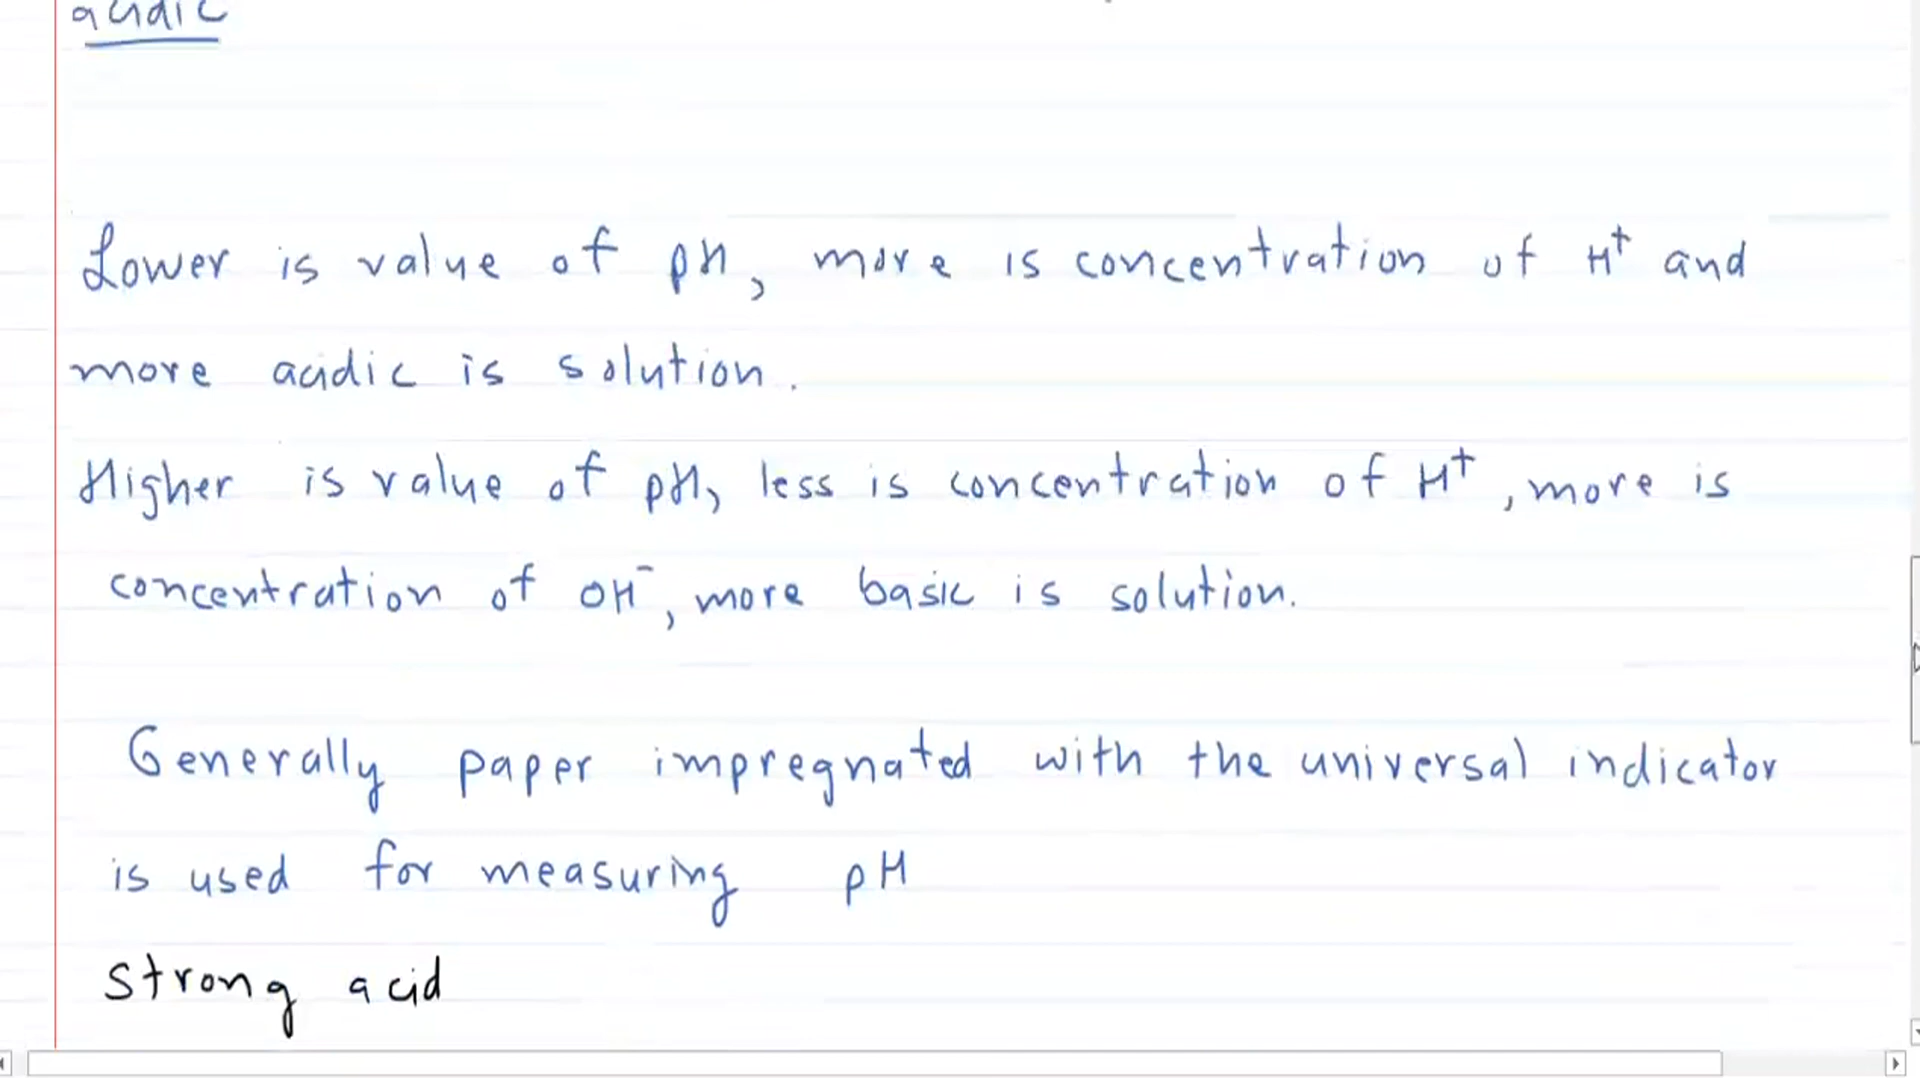 acidic
Lower is value of pH, more is concentration of H⁺ and
more acidic is solution.
Higher is value of pH, less is concentration of H⁺, more is
concentration of OH⁻, more basic is solution.
Generally paper impregnated with the universal indicator
is used for measuring pH
strong acid